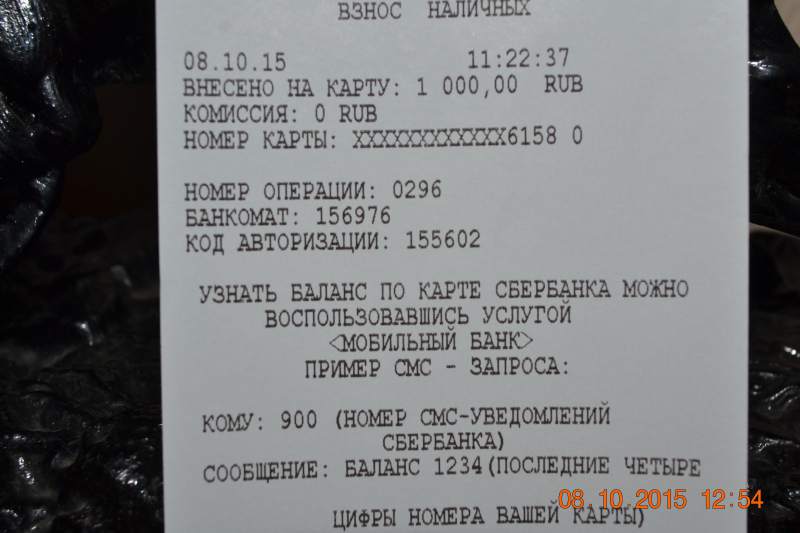 ВЗНОС НАЛИЧНЫХ
08.10.15 11:22:37
ВНЕСЕНО НА КАРТУ: 1 000,00 RUB
КОМИССИЯ: 0 RUB
НОМЕР КАРТЫ: XXXXXXXXXXXX6158 0
НОМЕР ОПЕРАЦИИ: 0296
БАНКОМАТ: 156976
КОД АВТОРИЗАЦИИ: 155602
УЗНАТЬ БАЛАНС ПО КАРТЕ СБЕРБАНКА МОЖНО
ВОСПОЛЬЗОВАВШИСЬ УСЛУГОЙ
<МОБИЛЬНЫЙ БАНК>
ПРИМЕР СМС - ЗАПРОСА:
КОМУ: 900 (НОМЕР СМС-УВЕДОМЛЕНИЙ
СБЕРБАНКА)
СООБЩЕНИЕ: БАЛАНС 1234(ПОСЛЕДНИЕ ЧЕТЫРЕ
ЦИФРЫ НОМЕРА ВАШЕЙ КАРТЫ)
08.10.2015 12:54